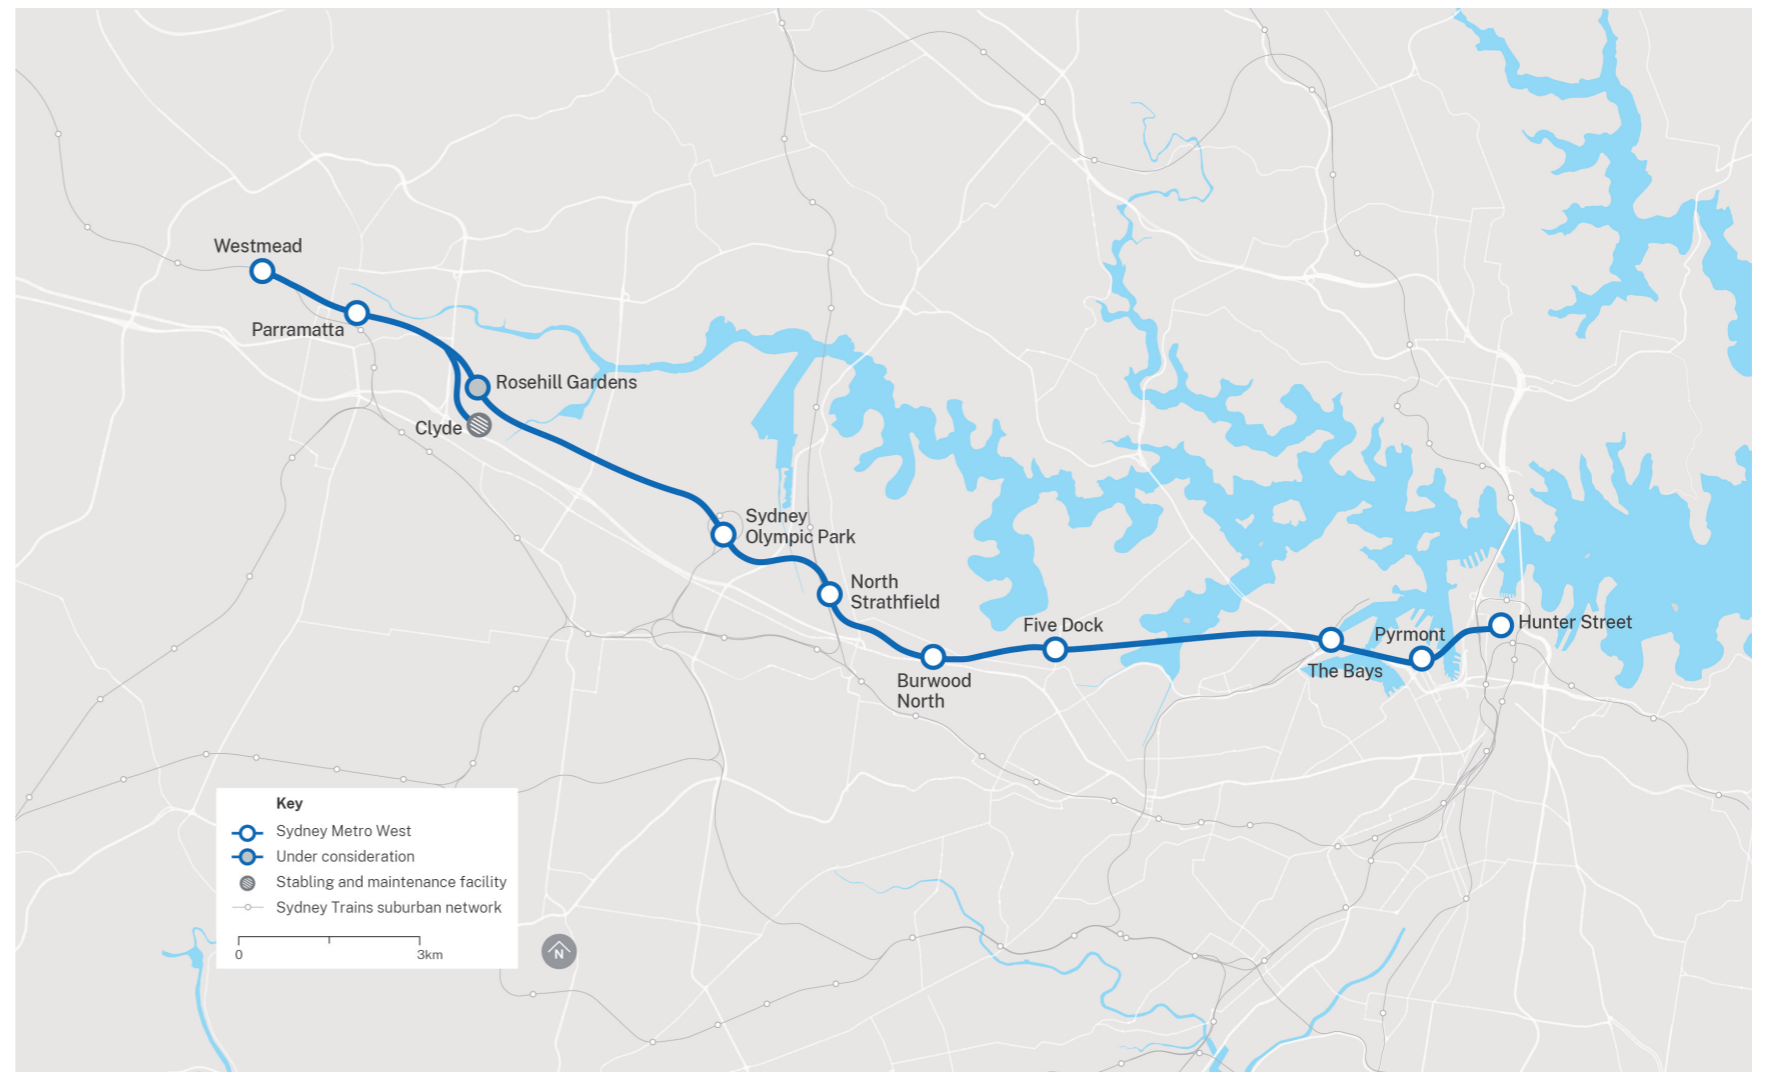 Westmead
Parramatta
Rosehill Gardens
Clyde
Sydney
Olympic Park
North
Strathfield
Burwood
North
Five Dock
The Bays
Pyrmont
Hunter Street
Key
Sydney Metro West
Under consideration
Stabling and maintenance facility
Sydney Trains suburban network
0 3km
N